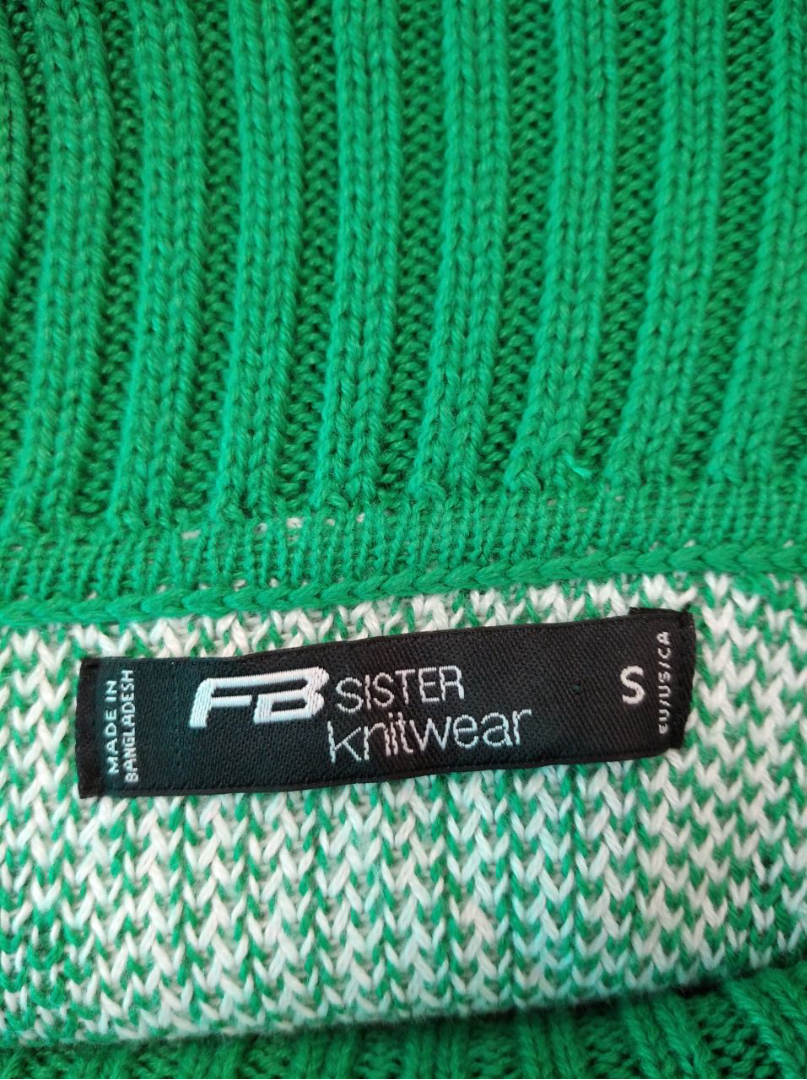 MADE IN
BANGLADESH
FB SISTER
knitwear
S
EU/US/CA